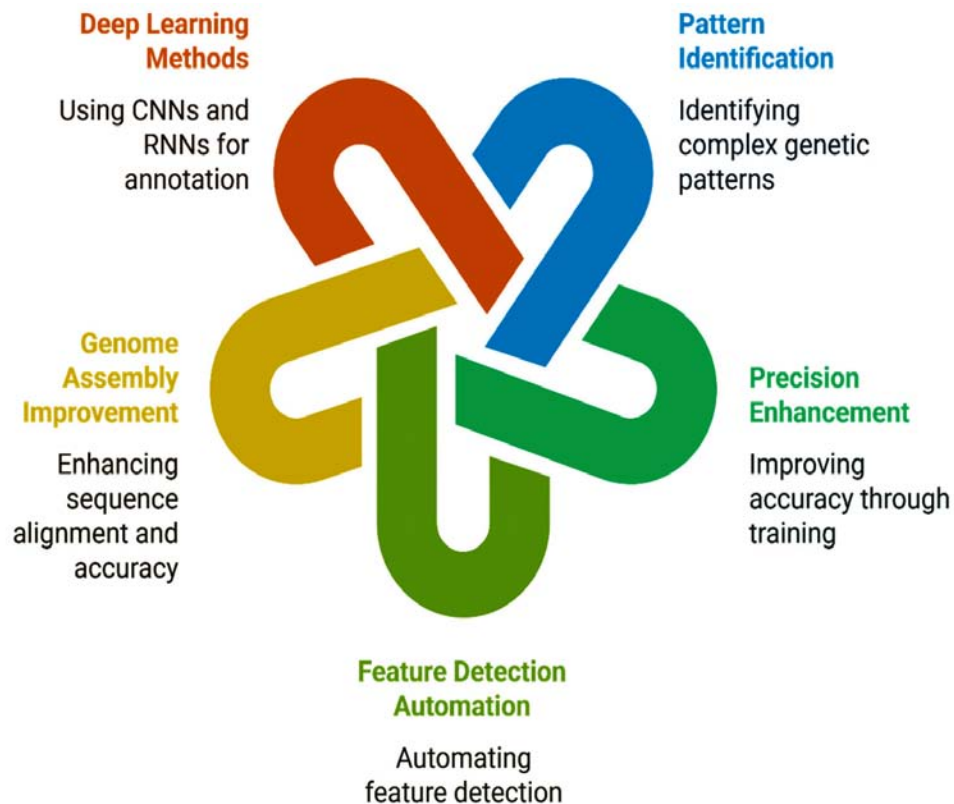 Deep Learning
Methods
Using CNNs and
RNNs for
annotation
Pattern
Identification
Identifying
complex genetic
patterns
Genome
Assembly
Improvement
Enhancing
sequence
alignment and
accuracy
Precision
Enhancement
Improving
accuracy through
training
Feature Detection
Automation
Automating
feature detection